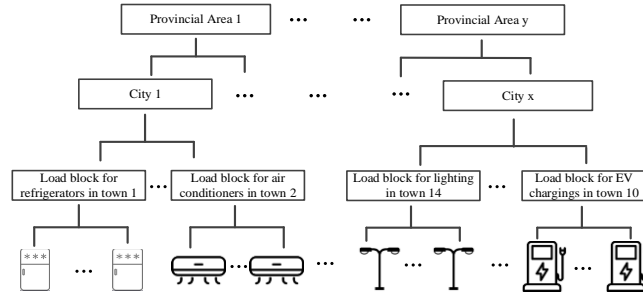 Provincial Area 1
... ...
Provincial Area y
City 1
... ... ...
City x
Load block for
refrigerators in town 1
...
Load block for air
conditioners in town 2
...
Load block for lighting
in town 14
...
Load block for EV
chargings in town 10
*** ... *** ... ... ... ...